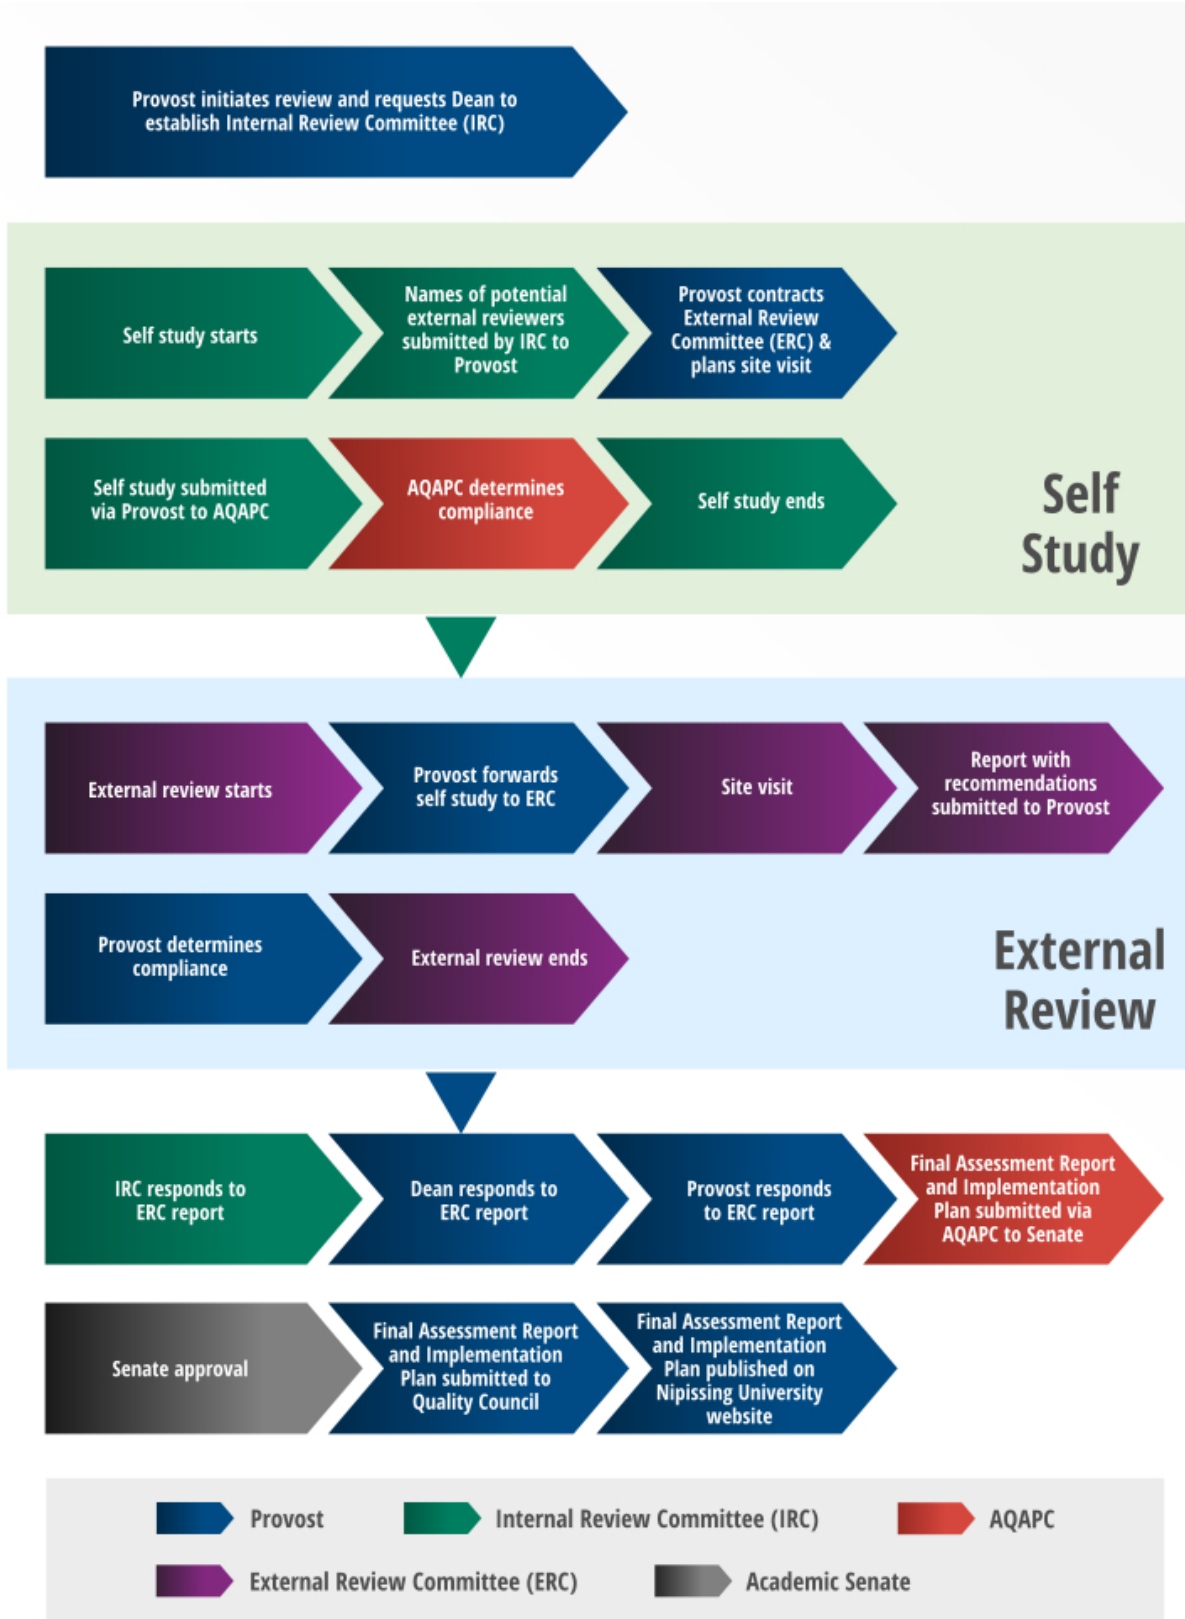 Provost initiates review and requests Dean to
establish Internal Review Committee (IRC)
Self study starts
Names of potential
external reviewers
submitted by IRC to
Provost
Provost contracts
External Review
Committee (ERC) &
plans site visit
Self study submitted
via Provost to AQAPC
AQAPC determines
compliance
Self study ends
Self
Study
External review starts
Provost forwards
self study to ERC
Site visit
Report with
recommendations
submitted to Provost
Provost determines
compliance
External review ends
External
Review
IRC responds to
ERC report
Dean responds to
ERC report
Provost responds
to ERC report
Final Assessment Report
and Implementation
Plan submitted via
AQAPC to Senate
Senate approval
Final Assessment Report
and Implementation
Plan submitted to
Quality Council
Final Assessment Report
and Implementation
Plan published on
Nipissing University
website
Provost
Internal Review Committee (IRC)
AQAPC
External Review Committee (ERC)
Academic Senate